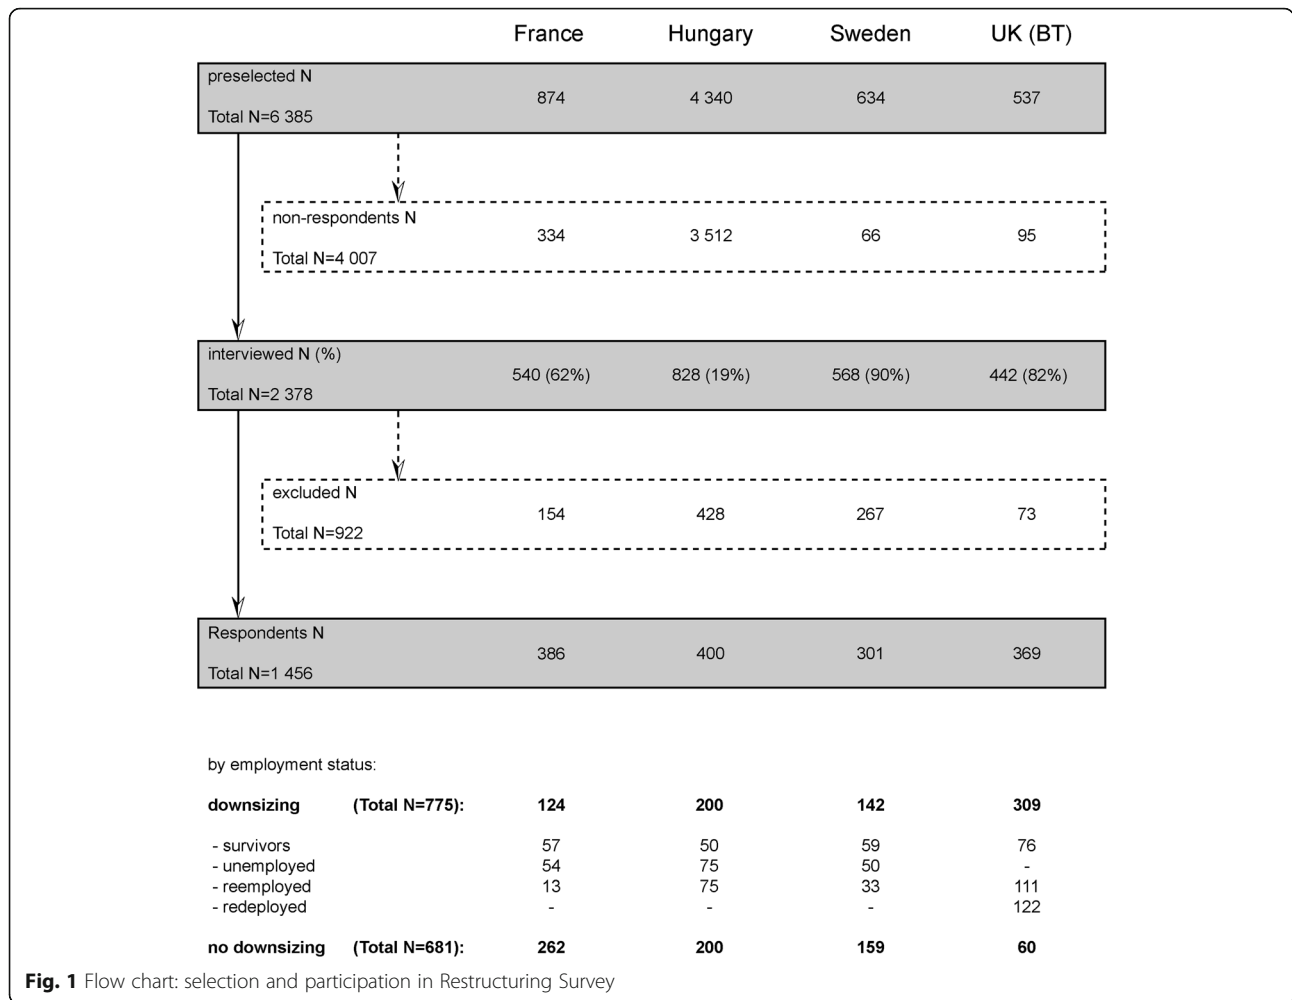 France Hungary Sweden UK (BT)
preselected N
874 4 340 634 537
Total N=6 385
non-respondents N
334 3 512 66 95
Total N=4 007
interviewed N (%)
540 (62%) 828 (19%) 568 (90%) 442 (82%)
Total N=2 378
excluded N
154 428 267 73
Total N=922
Respondents N
386 400 301 369
Total N=1 456
by employment status:
downsizing (Total N=775): 124 200 142 309
- survivors 57 50 59 76
- unemployed 54 75 50 -
- reemployed 13 75 33 111
- redeployed - - - 122
no downsizing (Total N=681): 262 200 159 60
Fig. 1 Flow chart: selection and participation in Restructuring Survey